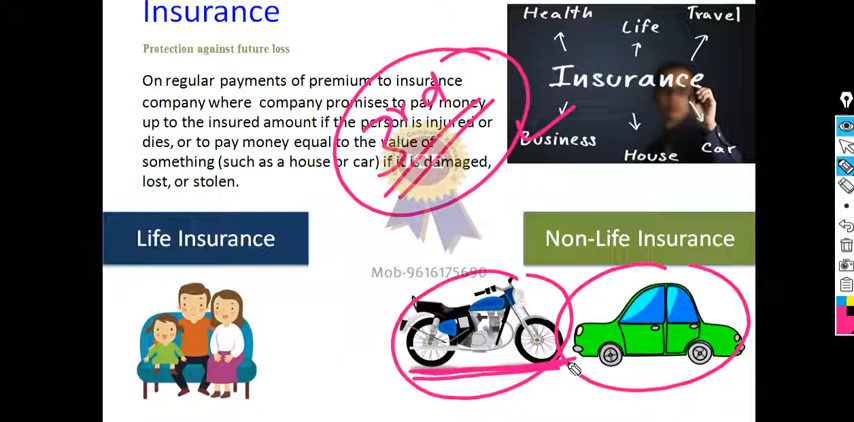 Insurance
Protection against future loss
On regular payments of premium to insurance
company where company promises to pay money
up to the insured amount if the person is injured or
dies, or to pay money equal to the value of
something (such as a house or car) if it is damaged,
lost, or stolen.
3rd
Health
Life
Travel
Insurance
Business
House
Car
Life Insurance
Non-Life Insurance
Mob-9616175690